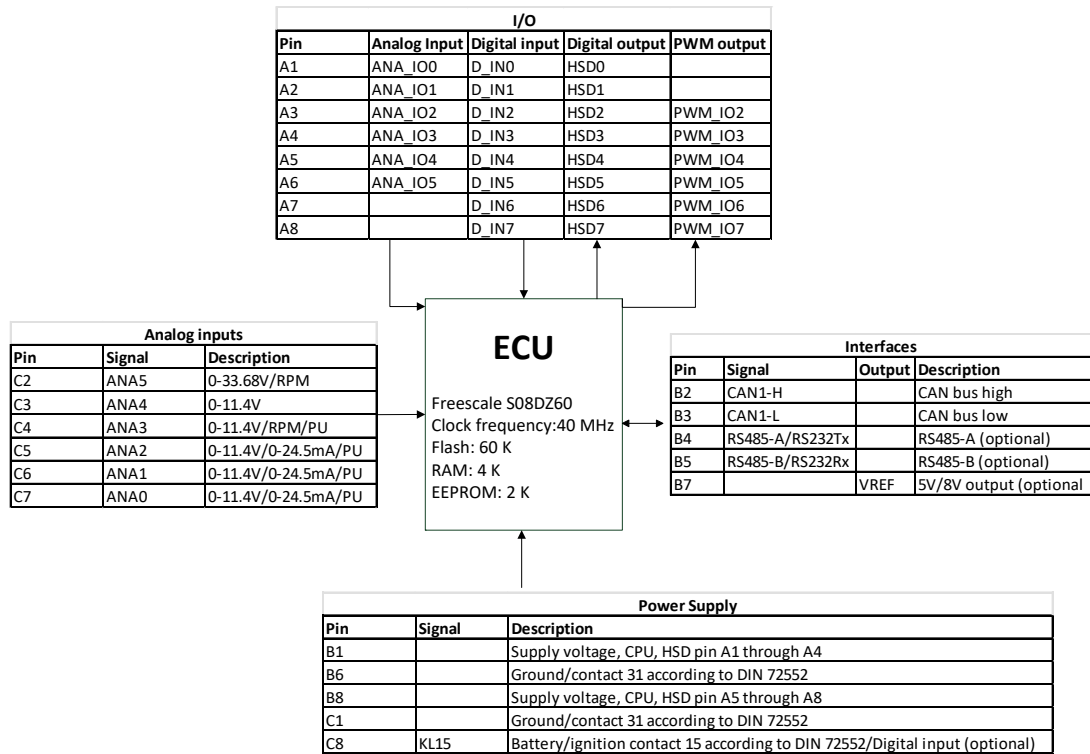 I/O
Pin Analog Input Digital input Digital output PWM output
A1 ANA_IO0 D_IN0 HSD0
A2 ANA_IO1 D_IN1 HSD1
A3 ANA_IO2 D_IN2 HSD2 PWM_IO2
A4 ANA_IO3 D_IN3 HSD3 PWM_IO3
A5 ANA_IO4 D_IN4 HSD4 PWM_IO4
A6 ANA_IO5 D_IN5 HSD5 PWM_IO5
A7 D_IN6 HSD6 PWM_IO6
A8 D_IN7 HSD7 PWM_IO7
Analog inputs
Pin Signal Description
C2 ANA5 0-33.68V/RPM
C3 ANA4 0-11.4V
C4 ANA3 0-11.4V/RPM/PU
C5 ANA2 0-11.4V/0-24.5mA/PU
C6 ANA1 0-11.4V/0-24.5mA/PU
C7 ANA0 0-11.4V/0-24.5mA/PU
ECU
Freescale S08DZ60
Clock frequency:40 MHz
Flash: 60 K
RAM: 4 K
EEPROM: 2 K
Interfaces
Pin Signal Output Description
B2 CAN1-H CAN bus high
B3 CAN1-L CAN bus low
B4 RS485-A/RS232Tx RS485-A (optional)
B5 RS485-B/RS232Rx RS485-B (optional)
B7 VREF 5V/8V output (optional
Power Supply
Pin Signal Description
B1 Supply voltage, CPU, HSD pin A1 through A4
B6 Ground/contact 31 according to DIN 72552
B8 Supply voltage, CPU, HSD pin A5 through A8
C1 Ground/contact 31 according to DIN 72552
C8 KL15 Battery/ignition contact 15 according to DIN 72552/Digital input (optional)